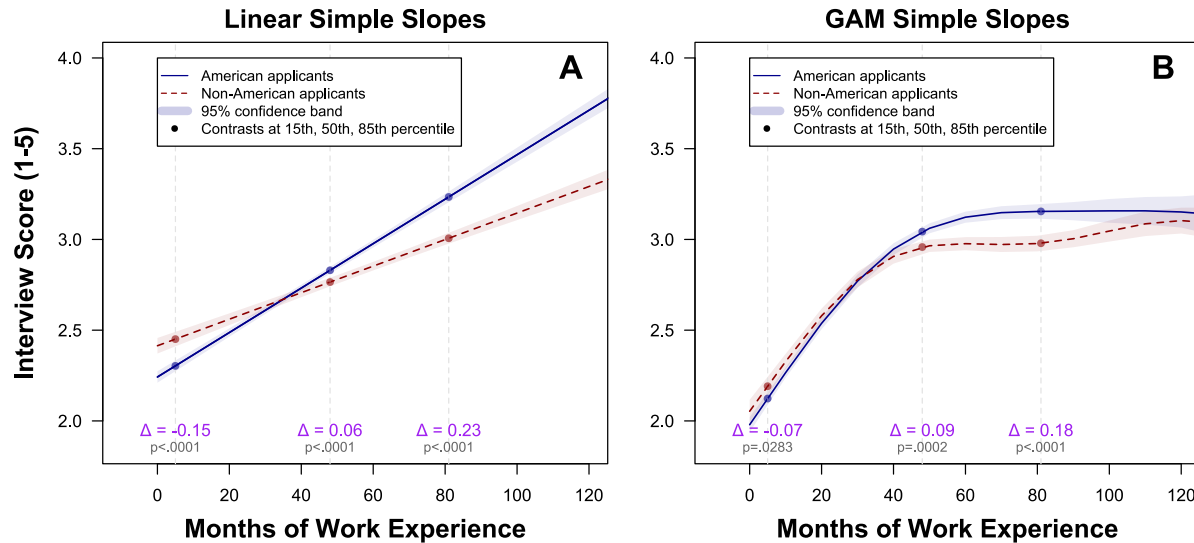 Linear Simple Slopes
A
American applicants
Non-American applicants
95% confidence band
Contrasts at 15th, 50th, 85th percentile
Interview Score (1-5)
4.0
3.5
3.0
2.5
2.0
Δ = -0.15
p<.0001
Δ = 0.06
p<.0001
Δ = 0.23
p<.0001
0 20 40 60 80 100 120
Months of Work Experience
GAM Simple Slopes
B
American applicants
Non-American applicants
95% confidence band
Contrasts at 15th, 50th, 85th percentile
4.0
3.5
3.0
2.5
2.0
Δ = -0.07
p=.0283
Δ = 0.09
p=.0002
Δ = 0.18
p<.0001
0 20 40 60 80 100 120
Months of Work Experience